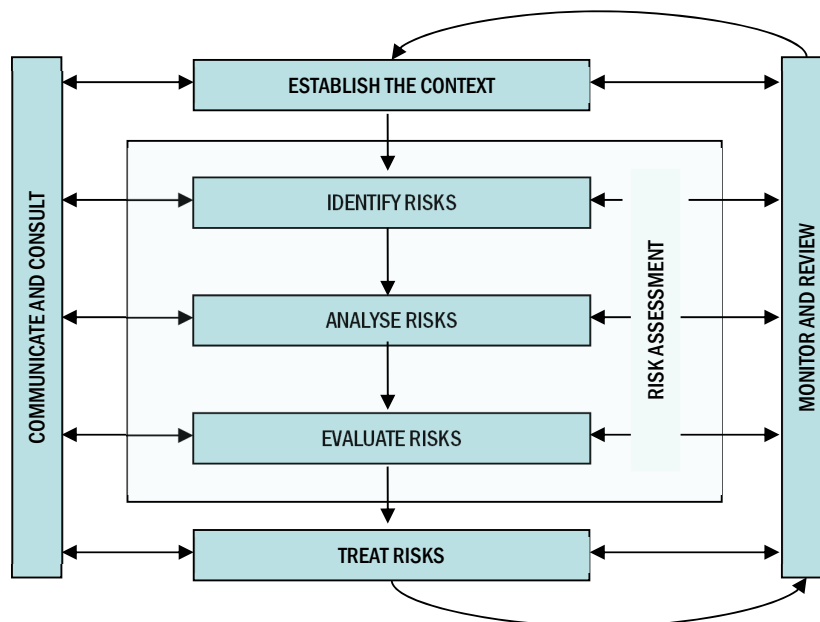 ESTABLISH THE CONTEXT
COMMUNICATE AND CONSULT
IDENTIFY RISKS
ANALYSE RISKS
EVALUATE RISKS
RISK ASSESSMENT
MONITOR AND REVIEW
TREAT RISKS